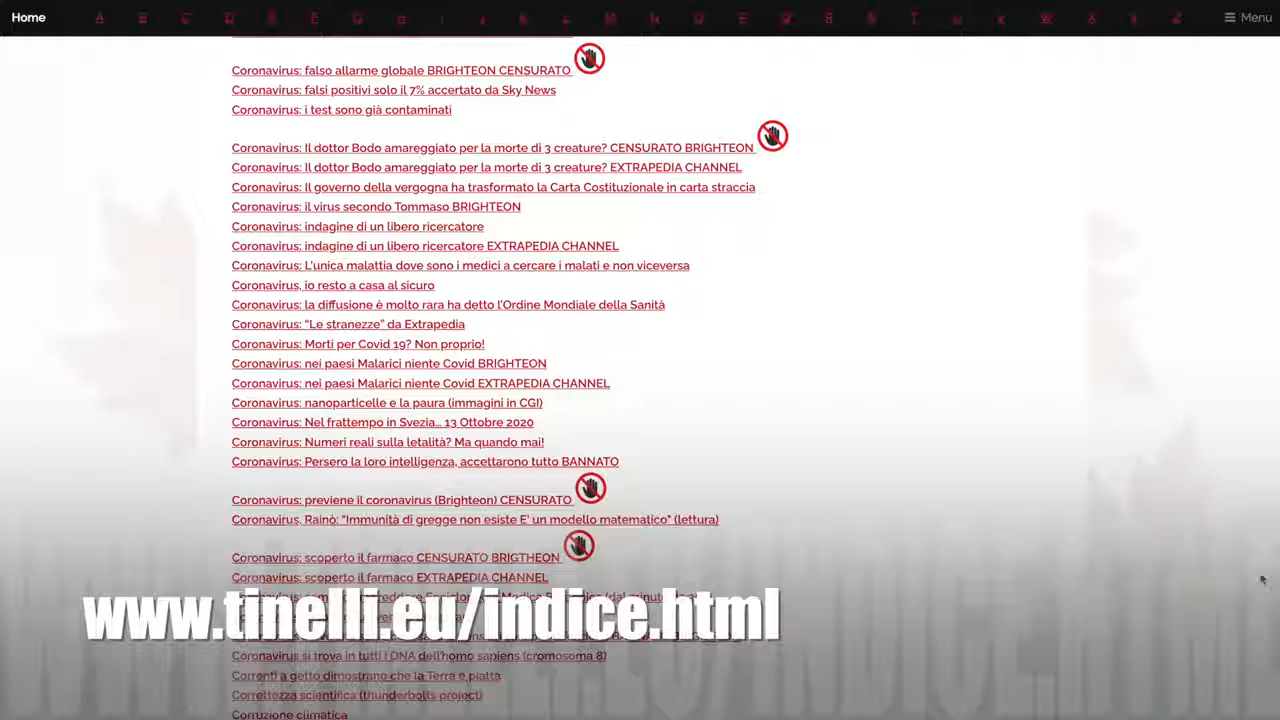 Home
Menu
Coronavirus: falso allarme globale BRIGHTEON CENSURATO
Coronavirus: falsi positivi solo il 7% accertato da Sky News
Coronavirus: i test sono già contaminati
Coronavirus: Il dottor Bodo amareggiato per la morte di 3 creature? CENSURATO BRIGHTEON
Coronavirus: Il dottor Bodo amareggiato per la morte di 3 creature? EXTRAPEDIA CHANNEL
Coronavirus: Il governo della vergogna ha trasformato la Carta Costituzionale in carta straccia
Coronavirus: il virus secondo Tommaso BRIGHTEON
Coronavirus: indagine di un libero ricercatore
Coronavirus: indagine di un libero ricercatore EXTRAPEDIA CHANNEL
Coronavirus: L'unica malattia dove sono i medici a cercare i malati e non viceversa
Coronavirus, io resto a casa al sicuro
Coronavirus: la diffusione è molto rara ha detto l'Ordine Mondiale della Sanità
Coronavirus: "Le stranezze" da Extrapedia
Coronavirus: Morti per Covid 19? Non proprio!
Coronavirus: nei paesi Malarici niente Covid BRIGHTEON
Coronavirus: nei paesi Malarici niente Covid EXTRAPEDIA CHANNEL
Coronavirus: nanoparticelle e la paura (immagini in CGI)
Coronavirus: Nel frattempo in Svezia... 13 Ottobre 2020
Coronavirus: Numeri reali sulla letalità? Ma quando mai!
Coronavirus: Persero la loro intelligenza, accettarono tutto BANNATO
Coronavirus: previene il coronavirus (Brighteon) CENSURATO
Coronavirus, Rainò: "Immunità di gregge non esiste E' un modello matematico" (lettura)
Coronavirus: scoperto il farmaco CENSURATO BRIGTHEON
Coronavirus: scoperto il farmaco EXTRAPEDIA CHANNEL
www.tinelli.eu/indice.html
Coronavirus si trova in tutti i DNA dell'homo sapiens (cromosoma 8)
Correnti a getto dimostrano che la Terra è piatta
Correttezza scientifica (thunderbolts project)
Corruzione climatica